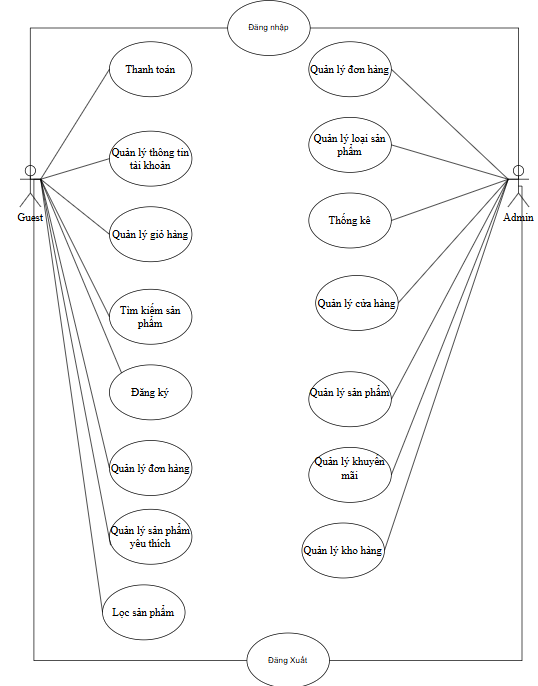 Đăng nhập
Thanh toán
Quản lý thông tin
tài khoản
Quản lý giỏ hàng
Tìm kiếm sản
phẩm
Đăng ký
Quản lý đơn hàng
Quản lý sản phẩm
yêu thích
Lọc sản phẩm
Guest
Quản lý đơn hàng
Quản lý loại sản
phẩm
Thống kê
Quản lý cửa hàng
Quản lý sản phẩm
Quản lý khuyến
mãi
Quản lý kho hàng
Admin
Đăng Xuất